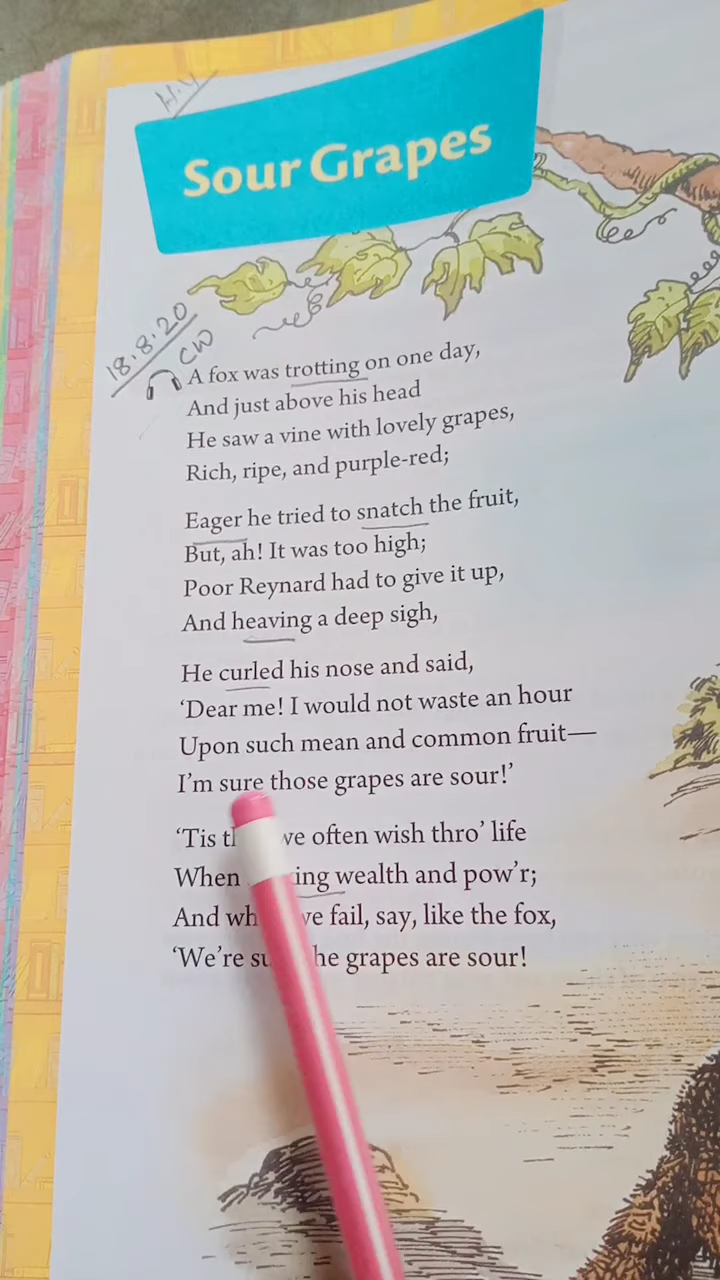 H.Y
Sour Grapes
18.8.20
CW
A fox was trotting on one day,
And just above his head
He saw a vine with lovely grapes,
Rich, ripe, and purple-red;
Eager he tried to snatch the fruit,
But, ah! It was too high;
Poor Reynard had to give it up,
And heaving a deep sigh,
He curled his nose and said,
‘Dear me! I would not waste an hour
Upon such mean and common fruit—
I’m sure those grapes are sour!’
‘Tis we often wish thro’ life
When wealth and pow’r;
And we fail, say, like the fox,
‘We’re the grapes are sour!